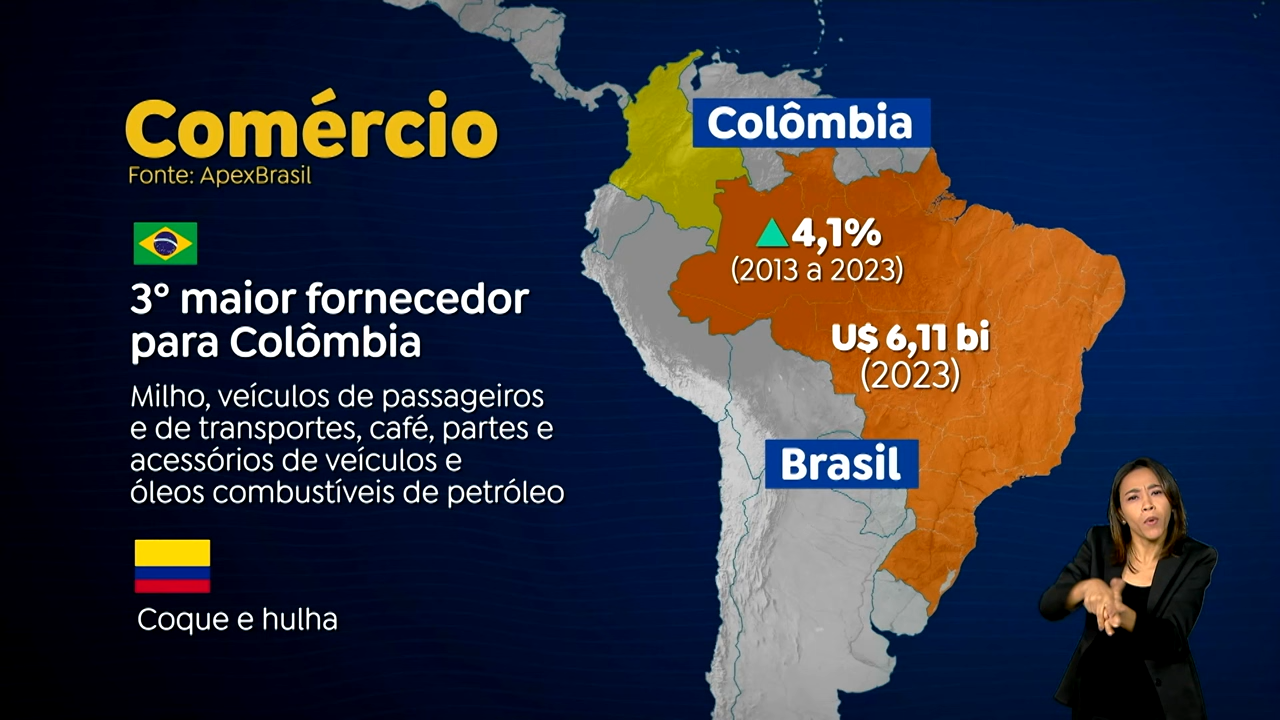 Comércio
Fonte: ApexBrasil
3º maior fornecedor
para Colômbia
Milho, veículos de passageiros
e de transportes, café, partes e
acessórios de veículos e
óleos combustíveis de petróleo
Coque e hulha
Colômbia
4,1%
(2013 a 2023)
U$ 6,11 bi
(2023)
Brasil